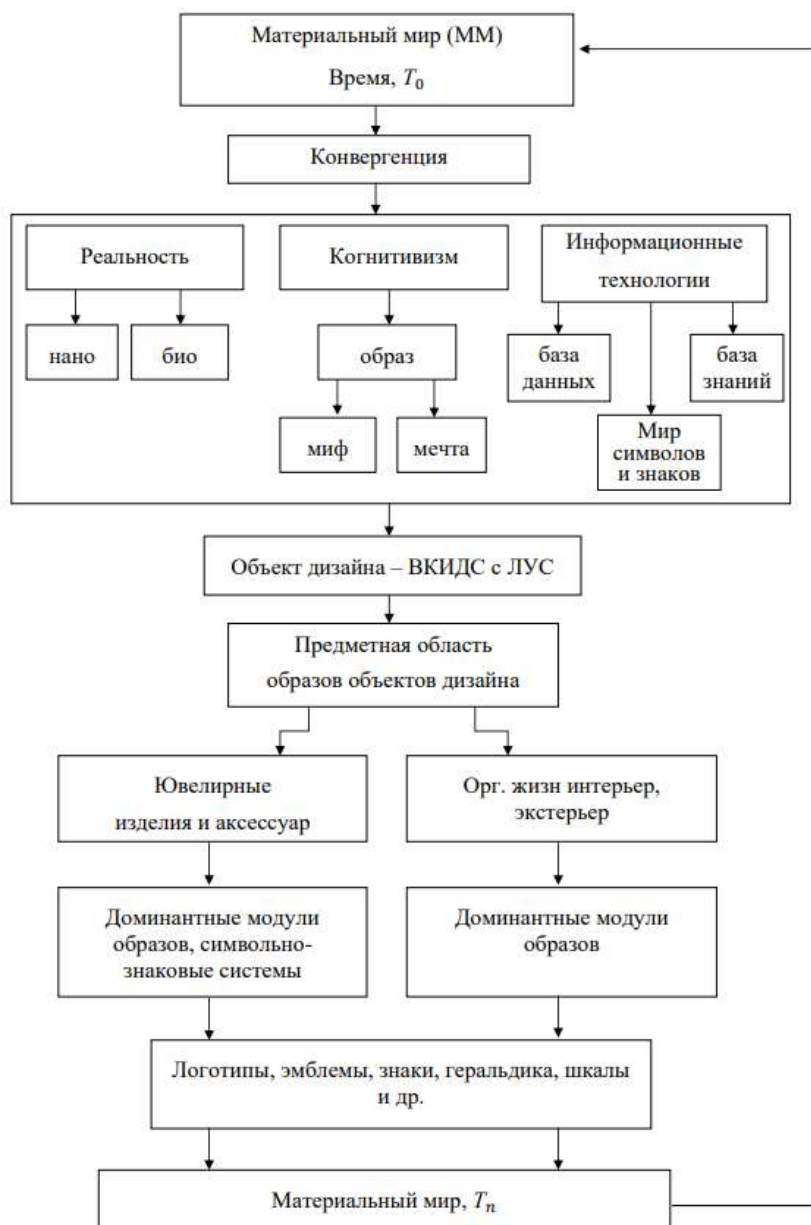 Материальный мир (ММ)
Время, T₀
Конвергенция
Реальность
Когнитивизм
Информационные
технологии
нано
био
образ
база
данных
база
знаний
миф
мечта
Мир
символов
и знаков
Объект дизайна – ВКИДС с ЛУС
Предметная область
образов объектов дизайна
Ювелирные
изделия и аксессуар
Орг. жизн интерьер,
экстерьер
Доминантные модули
образов, символьно-
знаковые системы
Доминантные модули
образов
Логотипы, эмблемы, знаки, геральдика, шкалы
и др.
Материальный мир, Tₙ